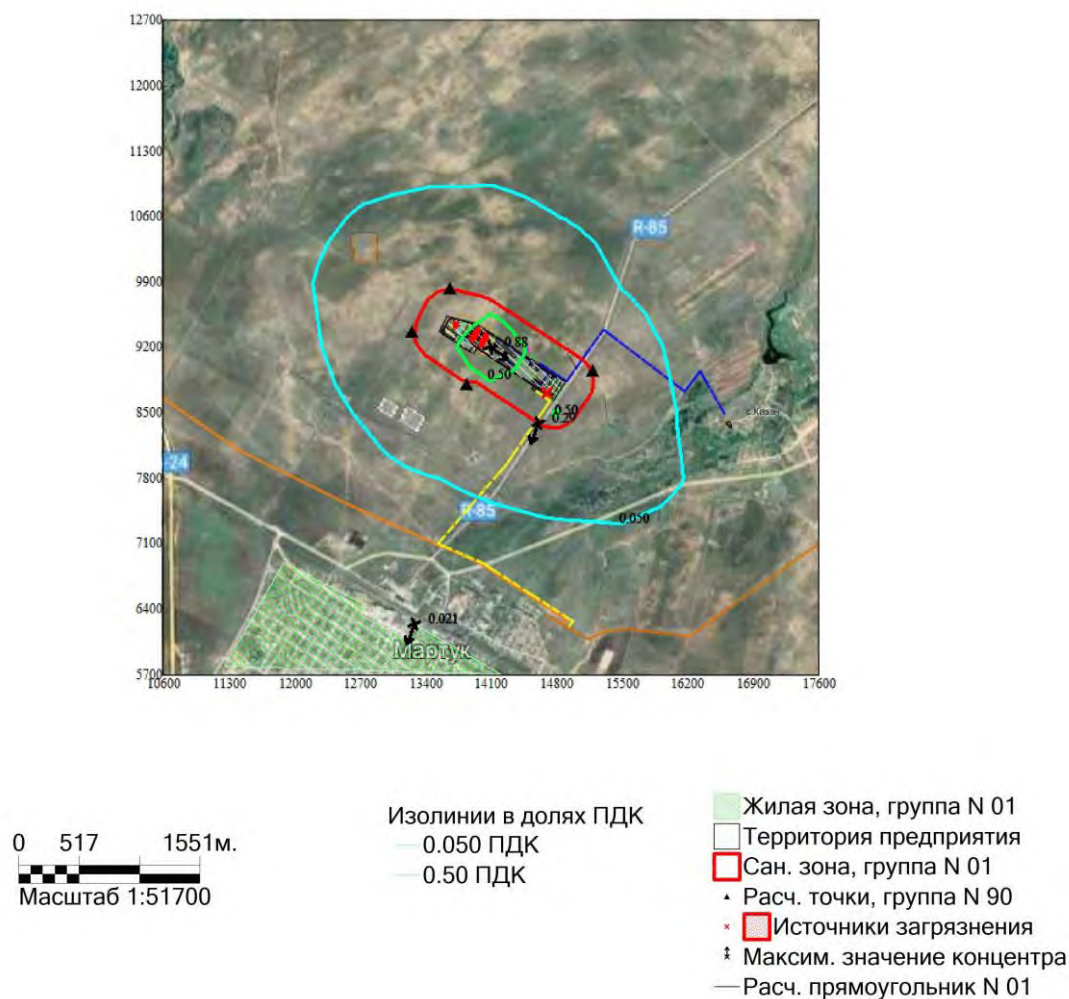 12700
12000
11300
10600
R-85
9900
9200
0.88
0.50
8500
0.50
0.29
с. Казан
-24
7800
R-85
0.050
7100
6400
0.021
Мартук
5700
10600 11300 12000 12700 13400 14100 14800 15500 16200 16900 17600
0 517 1551м.
Масштаб 1:51700
Изолинии в долях ПДК
0.050 ПДК
0.50 ПДК
Жилая зона, группа N 01
Территория предприятия
Сан. зона, группа N 01
Расч. точки, группа N 90
Источники загрязнения
Максим. значение концентра
Расч. прямоугольник N 01